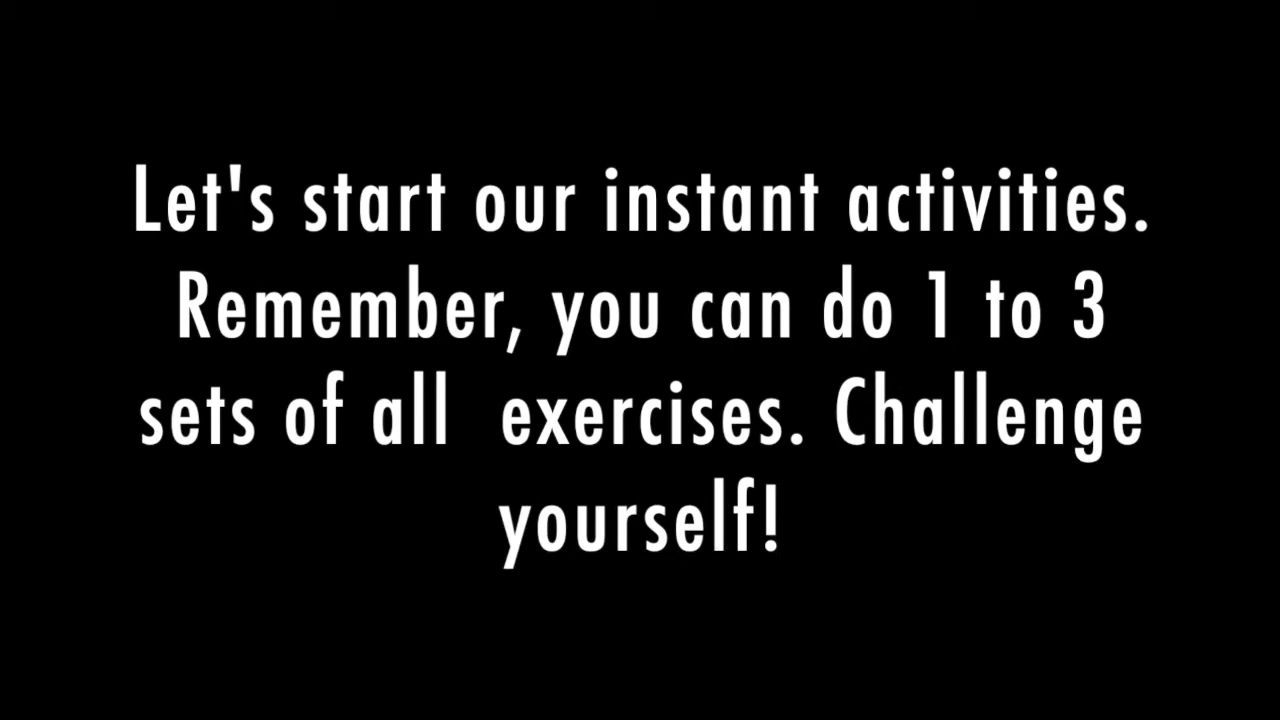 Let's start our instant activities.
Remember, you can do 1 to 3
sets of all  exercises. Challenge
yourself!